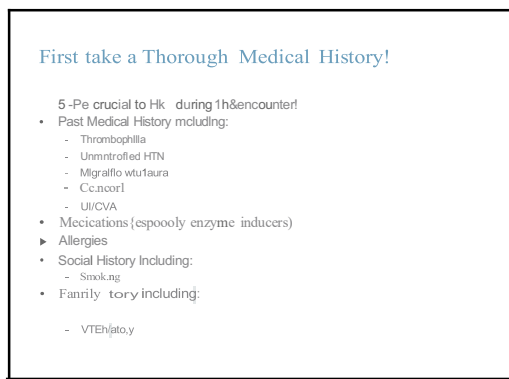 First take a Thorough Medical History!
5 -Pe crucial to Hk during 1h&encounter!
• Past Medical History mcludlng:
- Thrombophllla
- Unmntrofled HTN
- Mlgralflo wtu1aura
- Cc.ncorl
- UI/CVA
• Mecications{espooly enzyme inducers)
► Allergies
• Social History Including:
- Smok.ng
• Fanrily tory including:
- VTEh/ato,y